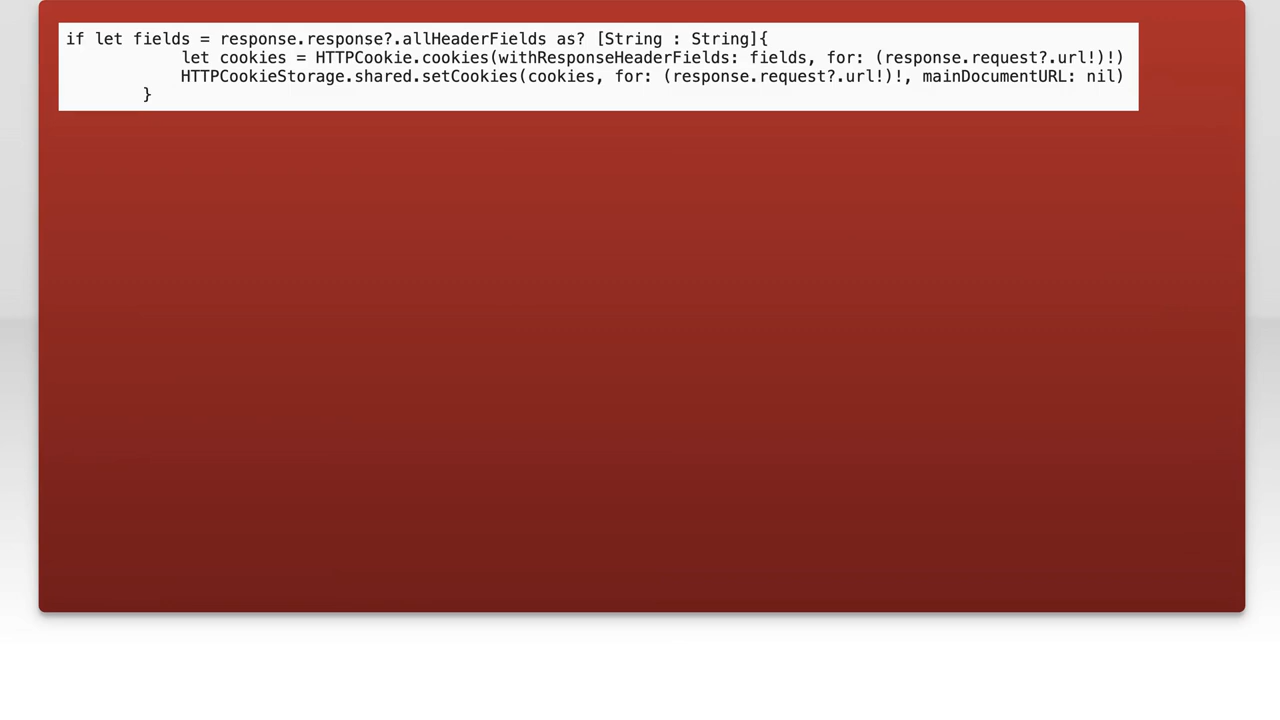 if let fields = response.response?.allHeaderFields as? [String : String]{
let cookies = HTTPCookie.cookies(withResponseHeaderFields: fields, for: (response.request?.url!)!)
HTTPCookieStorage.shared.setCookies(cookies, for: (response.request?.url!)!, mainDocumentURL: nil)
}